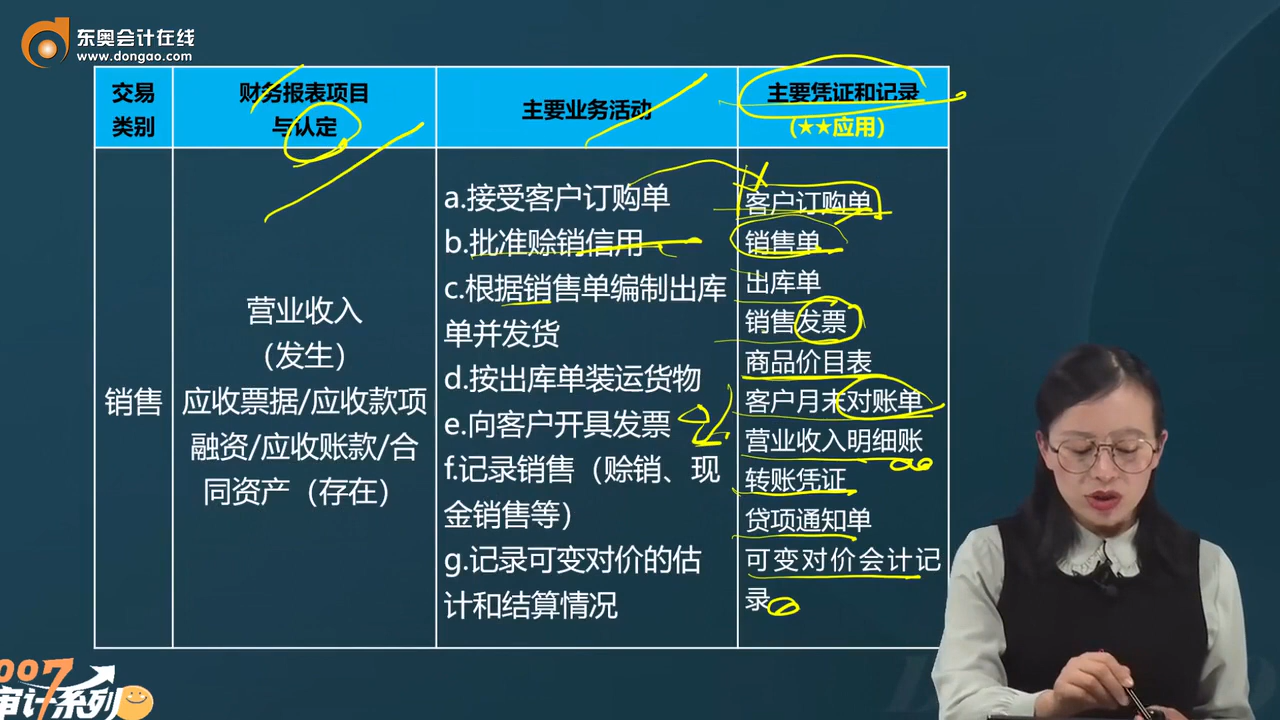 东奥会计在线
www.dongao.com
交易
类别
财务报表项目
与认定
主要业务活动
主要凭证和记录
(★★应用)
销售
营业收入
（发生）
应收票据/应收款项
融资/应收账款/合
同资产（存在）
a.接受客户订购单
b.批准赊销信用
c.根据销售单编制出库
单并发货
d.按出库单装运货物
e.向客户开具发票
f.记录销售（赊销、现
金销售等）
g.记录可变对价的估
计和结算情况
客户订购单
销售单
出库单
销售发票
商品价目表
客户月末对账单
营业收入明细账
转账凭证
贷项通知单
可变对价会计记
录
007
审计系列